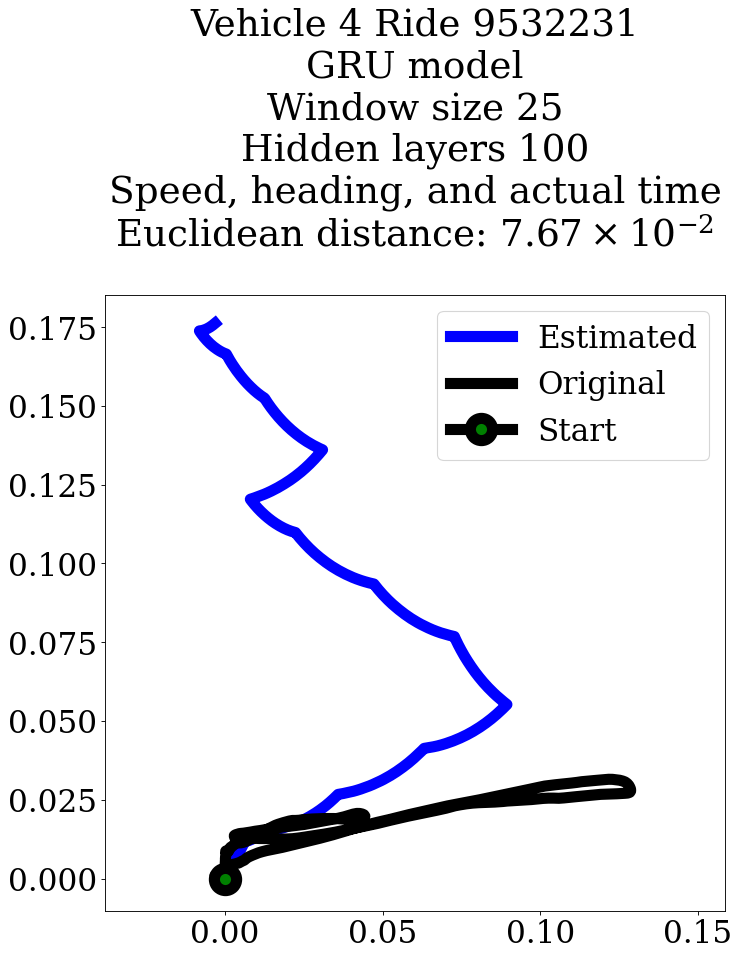 Vehicle 4 Ride 9532231
GRU model
Window size 25
Hidden layers 100
Speed, heading, and actual time
Euclidean distance: 7.67 × 10⁻²
Estimated
Original
Start
0.175
0.150
0.125
0.100
0.075
0.050
0.025
0.000
0.00 0.05 0.10 0.15